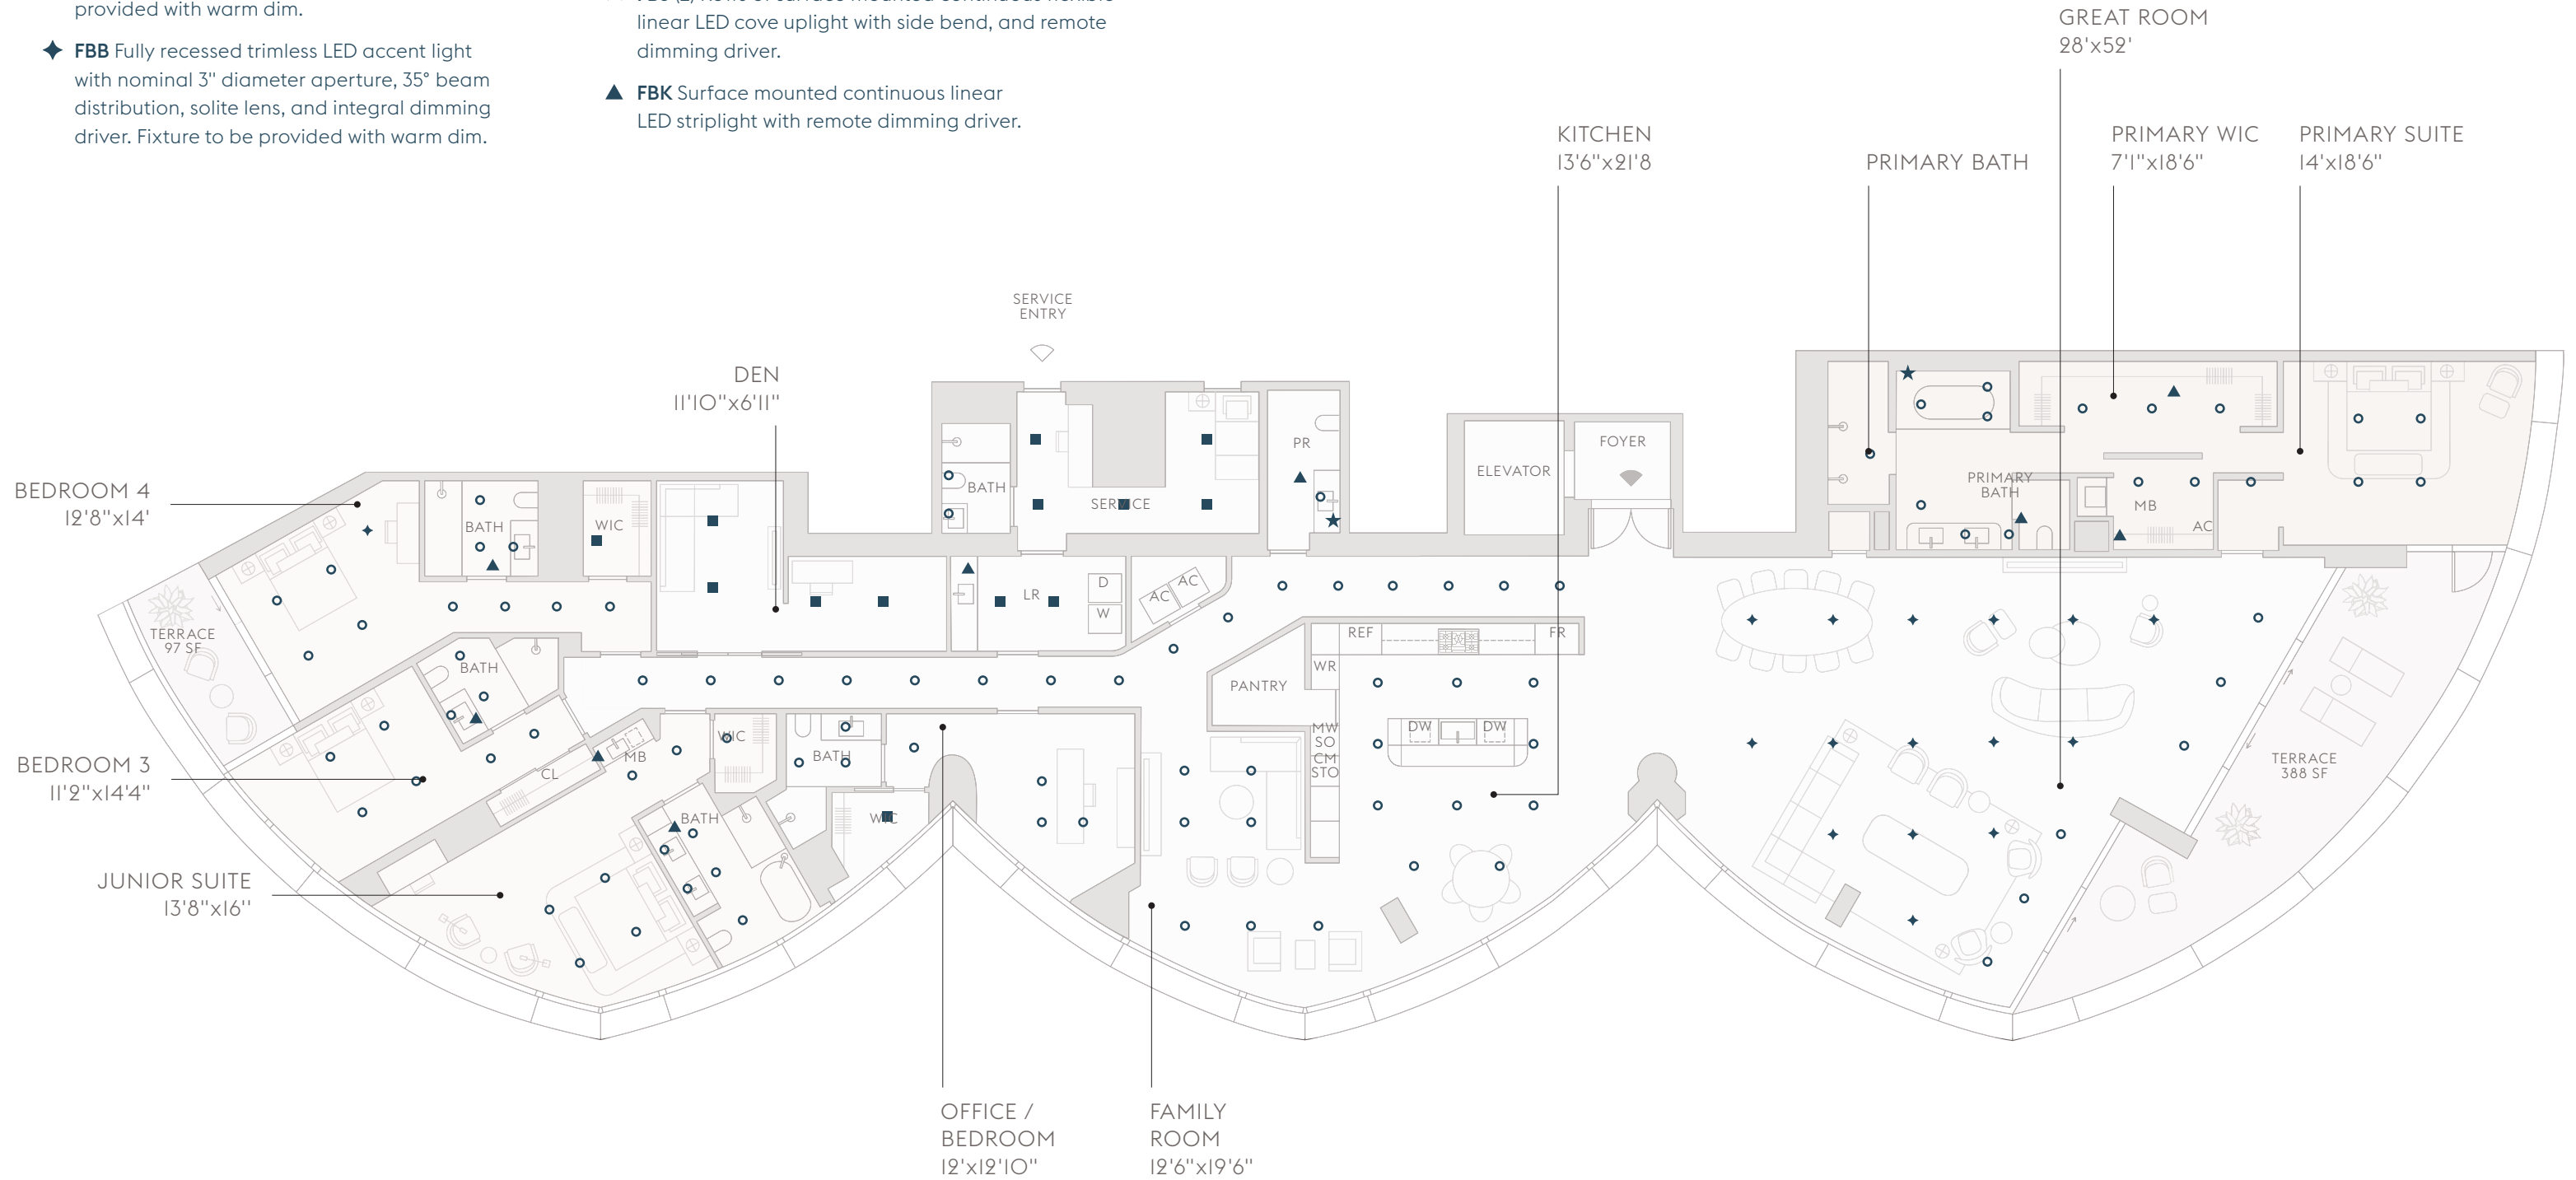 provided with warm dim.
FBB Fully recessed trimless LED accent light
with nominal 3" diameter aperture, 35° beam
distribution, solite lens, and integral dimming
driver. Fixture to be provided with warm dim.
linear LED cove uplight with side bend, and remote
dimming driver.
FBK Surface mounted continuous linear
LED striplight with remote dimming driver.
GREAT ROOM
28'x52'
KITCHEN
13'6"x21'8
PRIMARY BATH
PRIMARY WIC
7'1"x18'6"
PRIMARY SUITE
14'x18'6"
SERVICE
ENTRY
DEN
11'10"x6'11"
BEDROOM 4
12'8"x14'
BATH
WIC
BATH
SERVICE
PR
ELEVATOR
FOYER
PRIMARY
BATH
MB
AC
TERRACE
97 SF
LR
D
W
AC
AC
REF
FR
WR
PANTRY
BATH
MW
SO
CM
STO
DW
DW
BEDROOM 3
11'2"x14'4"
CL
MB
WIC
BATH
WIC
BATH
TERRACE
388 SF
JUNIOR SUITE
13'8"x16''
OFFICE /
BEDROOM
12'x12'10"
FAMILY
ROOM
12'6"x19'6"